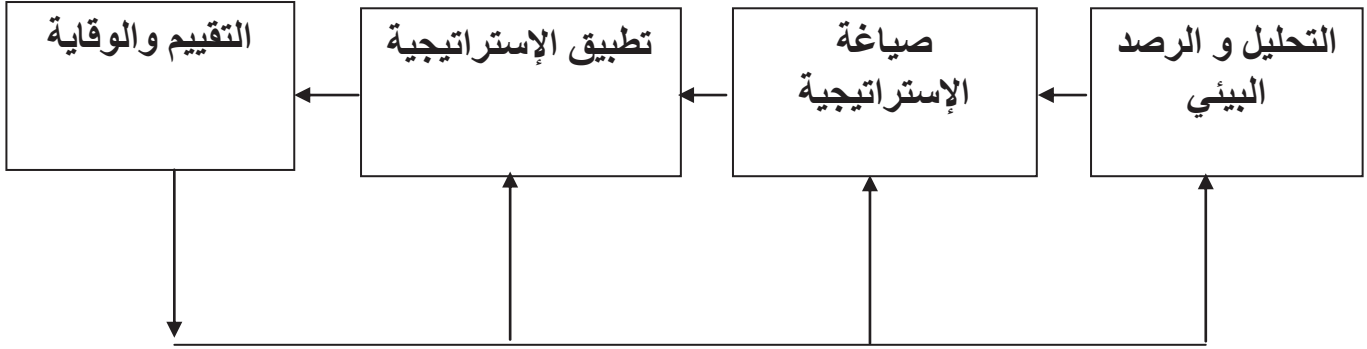 التحليل و الرصد
البيئي
صياغة
الإستراتيجية
تطبيق الإستراتيجية
التقييم والوقاية